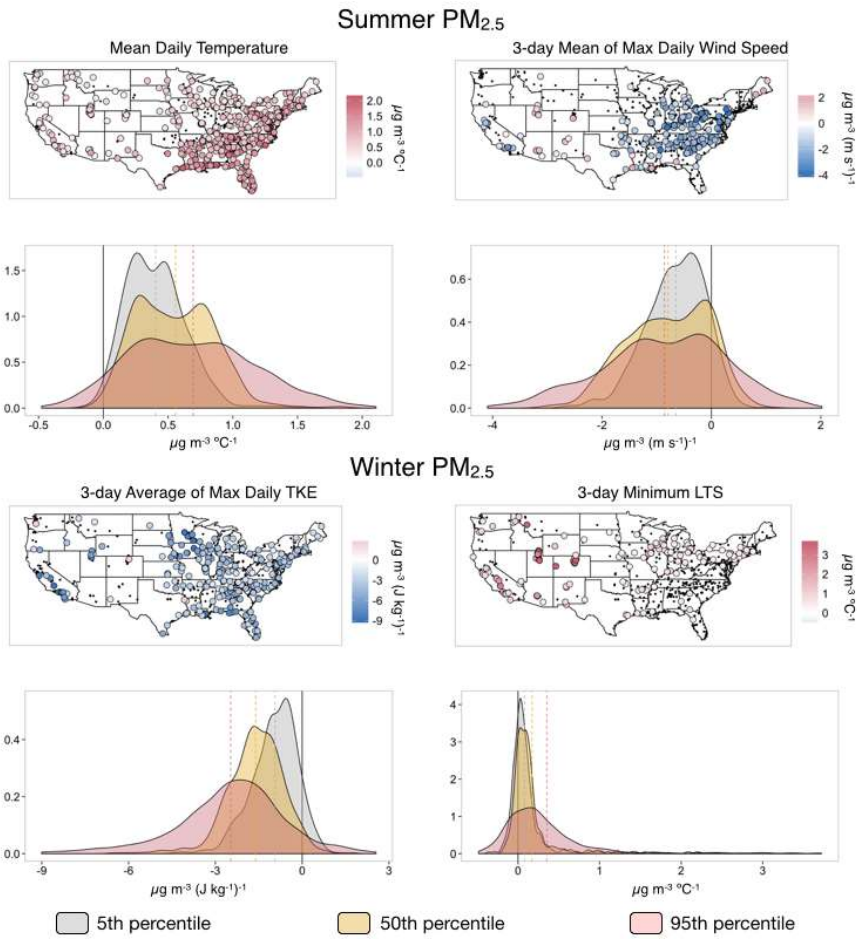 Summer PM₂.₅
Mean Daily Temperature
3-day Mean of Max Daily Wind Speed
2.0
1.5
1.0
0.5
0.0
µg m⁻³ ºC⁻¹
2
0
-2
-4
µg m⁻³ (m s⁻¹)⁻¹
1.5
1.0
0.5
0.0
-0.5 0.0 0.5 1.0 1.5 2.0
µg m⁻³ ºC⁻¹
0.6
0.4
0.2
0.0
-4 -2 0 2
µg m⁻³ (m s⁻¹)⁻¹
Winter PM₂.₅
3-day Average of Max Daily TKE
3-day Minimum LTS
0
-3
-6
-9
µg m⁻³ (J kg⁻¹)⁻¹
3
2
1
0
µg m⁻³ ºC⁻¹
0.4
0.2
0.0
-9 -6 -3 0 3
µg m⁻³ (J kg⁻¹)⁻¹
4
3
2
1
0
0 1 2 3
µg m⁻³ ºC⁻¹
5th percentile
50th percentile
95th percentile